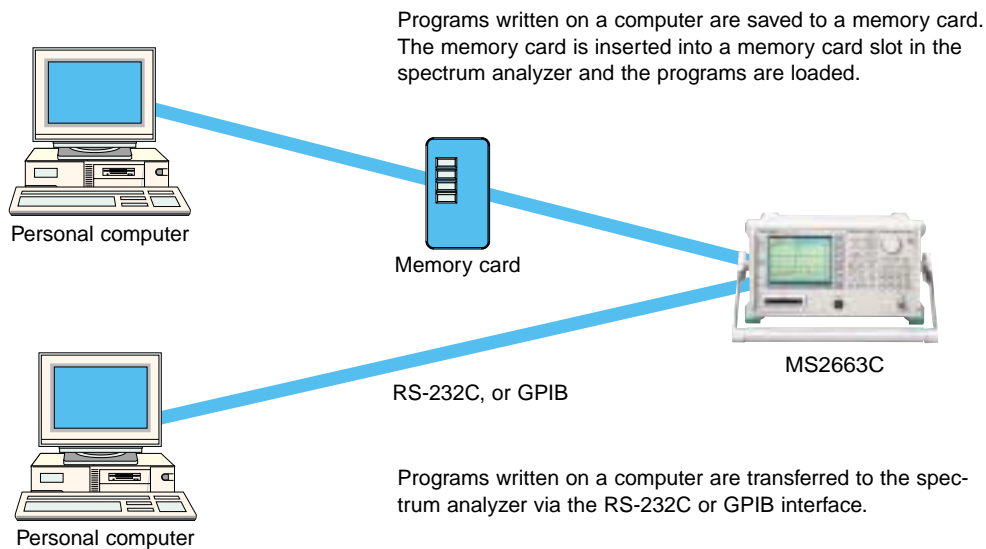 Programs written on a computer are saved to a memory card.
The memory card is inserted into a memory card slot in the
spectrum analyzer and the programs are loaded.
Personal computer
Memory card
MS2663C
RS-232C, or GPIB
Programs written on a computer are transferred to the spec-
trum analyzer via the RS-232C or GPIB interface.
Personal computer